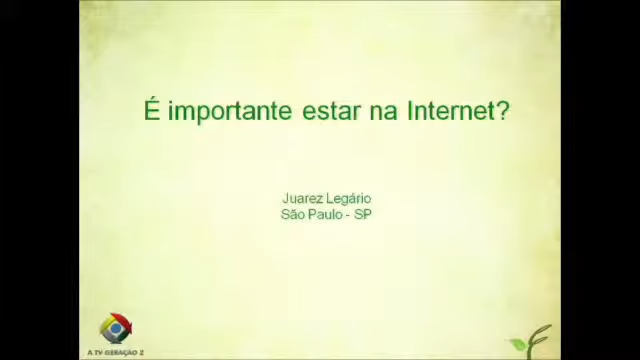 É importante estar na Internet?
Juarez Legário
São Paulo - SP
A TV GERAÇÃO Z